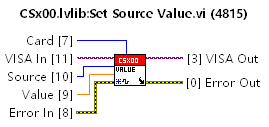 CSx00.lvlib:Set Source Value.vi (4815)
Card [7]
VISA In [11]
Source [10]
Value [9]
Error In [8]
CSX00
VALUE
[3] VISA Out
[0] Error Out